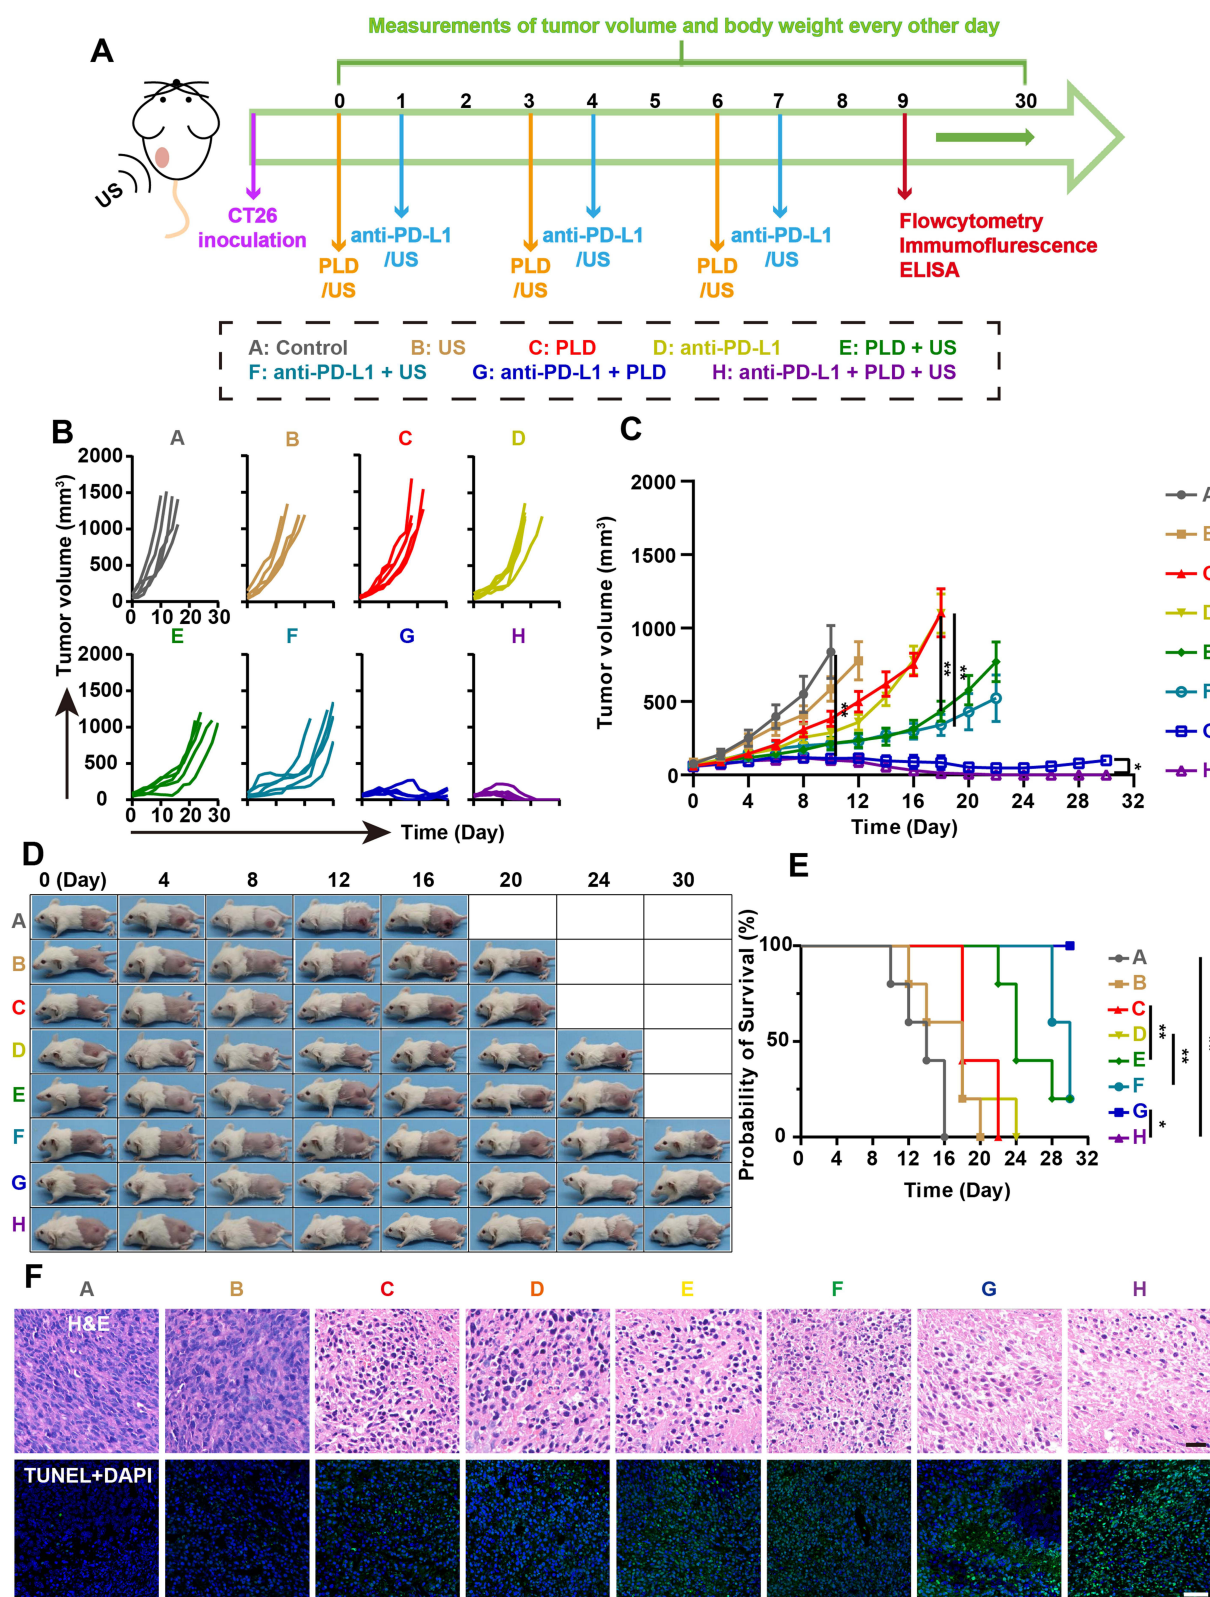 Measurements of tumor volume and body weight every other day
A
0 1 2 3 4 5 6 7 8 9 30
US
CT26
inoculation
PLD
/US
anti-PD-L1
/US
PLD
/US
anti-PD-L1
/US
PLD
/US
anti-PD-L1
/US
Flowcytometry
Immumoflurescence
ELISA
A: Control B: US C: PLD D: anti-PD-L1 E: PLD + US
F: anti-PD-L1 + US G: anti-PD-L1 + PLD H: anti-PD-L1 + PLD + US
B
A B C D
2000
1500
1000
500
0
0 10 20 30
E F G H
2000
1500
1000
500
0
0 10 20 30
Tumor volume (mm³)
Time (Day)
C
Tumor volume (mm³)
2000
1500
1000
500
0
0 4 8 12 16 20 24 28 32
Time (Day)
**
**
**
*
D
0 (Day) 4 8 12 16 20 24 30
A
B
C
D
E
F
G
H
E
Probability of Survival (%)
100
50
0
0 4 8 12 16 20 24 28 32
Time (Day)
A
B
C
D
E
F
G
H
**
**
*
F
A B C D E F G H
H&E
TUNEL+DAPI